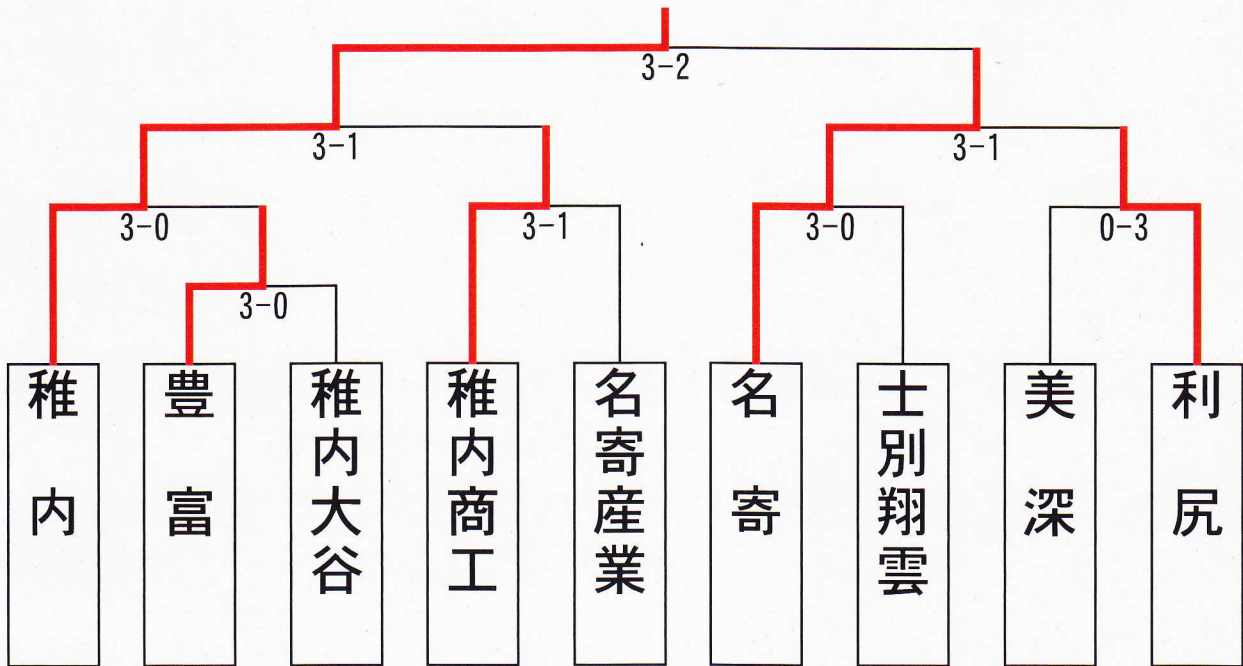 3-2
3-1
3-1
3-0
3-1
3-0
0-3
3-0
稚内
豊富
稚内大谷
稚内商工
名寄産業
名寄
士別翔雲
美深
利尻